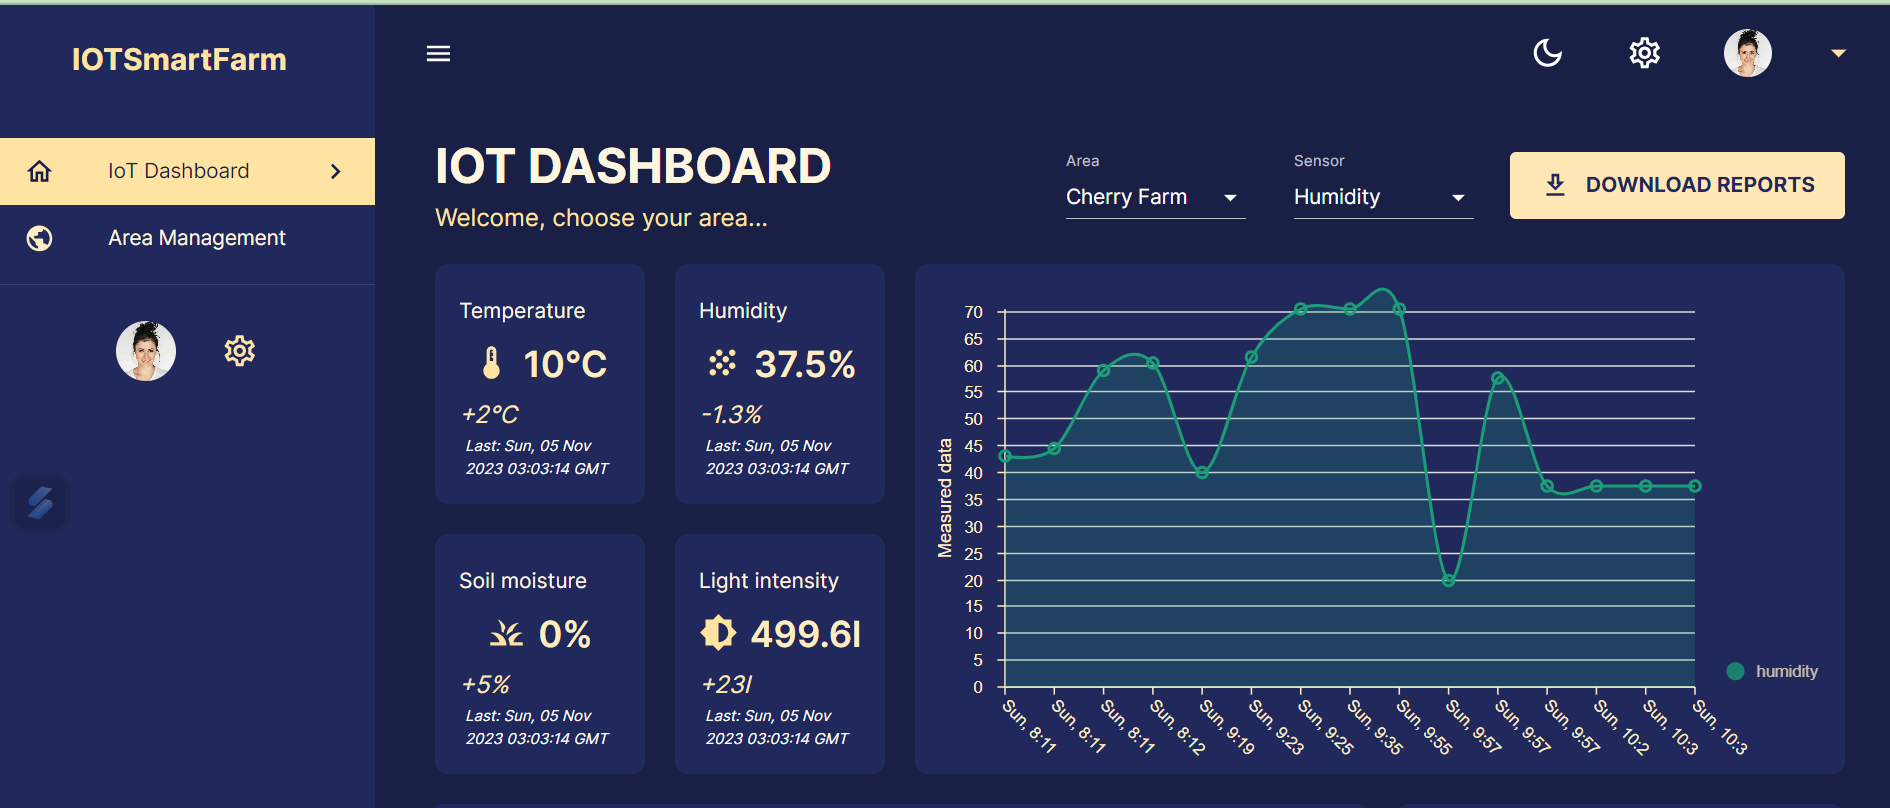 IOTSmartFarm
IoT Dashboard
Area Management
IOT DASHBOARD
Welcome, choose your area...
Area
Cherry Farm
Sensor
Humidity
DOWNLOAD REPORTS
Temperature
10°C
+2°C
Last: Sun, 05 Nov
2023 03:03:14 GMT
Humidity
37.5%
-1.3%
Last: Sun, 05 Nov
2023 03:03:14 GMT
Soil moisture
0%
+5%
Last: Sun, 05 Nov
2023 03:03:14 GMT
Light intensity
499.6l
+23l
Last: Sun, 05 Nov
2023 03:03:14 GMT
Measured data
70
65
60
55
50
45
40
35
30
25
20
15
10
5
0
Sun, 8:11
Sun, 8:11
Sun, 8:11
Sun, 8:12
Sun, 9:19
Sun, 9:23
Sun, 9:25
Sun, 9:35
Sun, 9:55
Sun, 9:57
Sun, 9:57
Sun, 9:57
Sun, 10:2
Sun, 10:3
Sun, 10:3
humidity